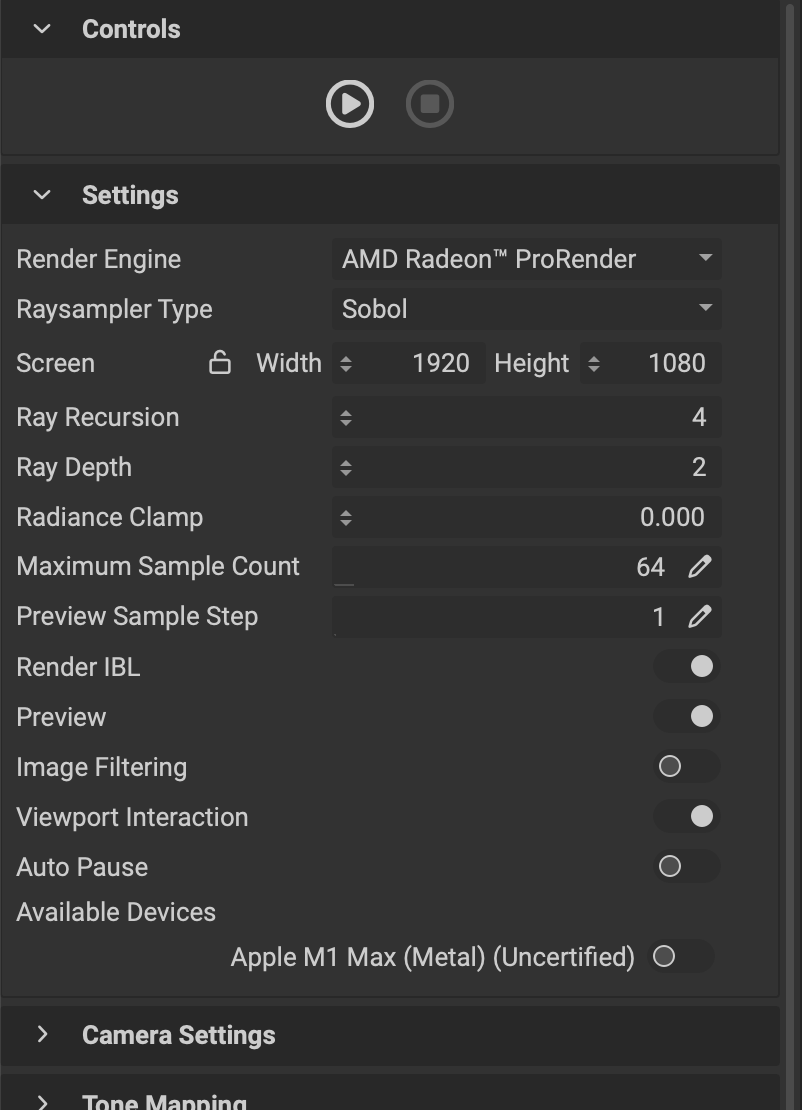 Controls
Settings
Render Engine AMD Radeon™ ProRender
Raysampler Type Sobol
Screen Width 1920 Height 1080
Ray Recursion 4
Ray Depth 2
Radiance Clamp 0.000
Maximum Sample Count 64
Preview Sample Step 1
Render IBL
Preview
Image Filtering
Viewport Interaction
Auto Pause
Available Devices
Apple M1 Max (Metal) (Uncertified)
Camera Settings
Tone Mapping